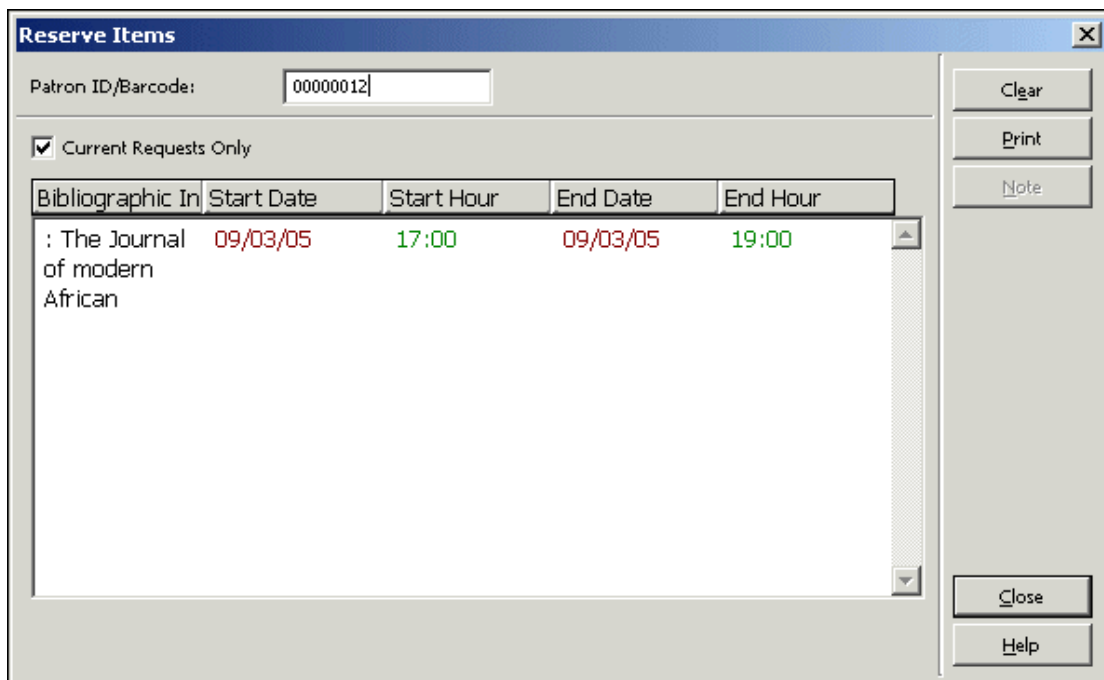 Reserve Items
Patron ID/Barcode: 00000012
Clear
Print
Note
Current Requests Only
Bibliographic In Start Date Start Hour End Date End Hour
: The Journal 09/03/05 17:00 09/03/05 19:00
of modern
African
Close
Help